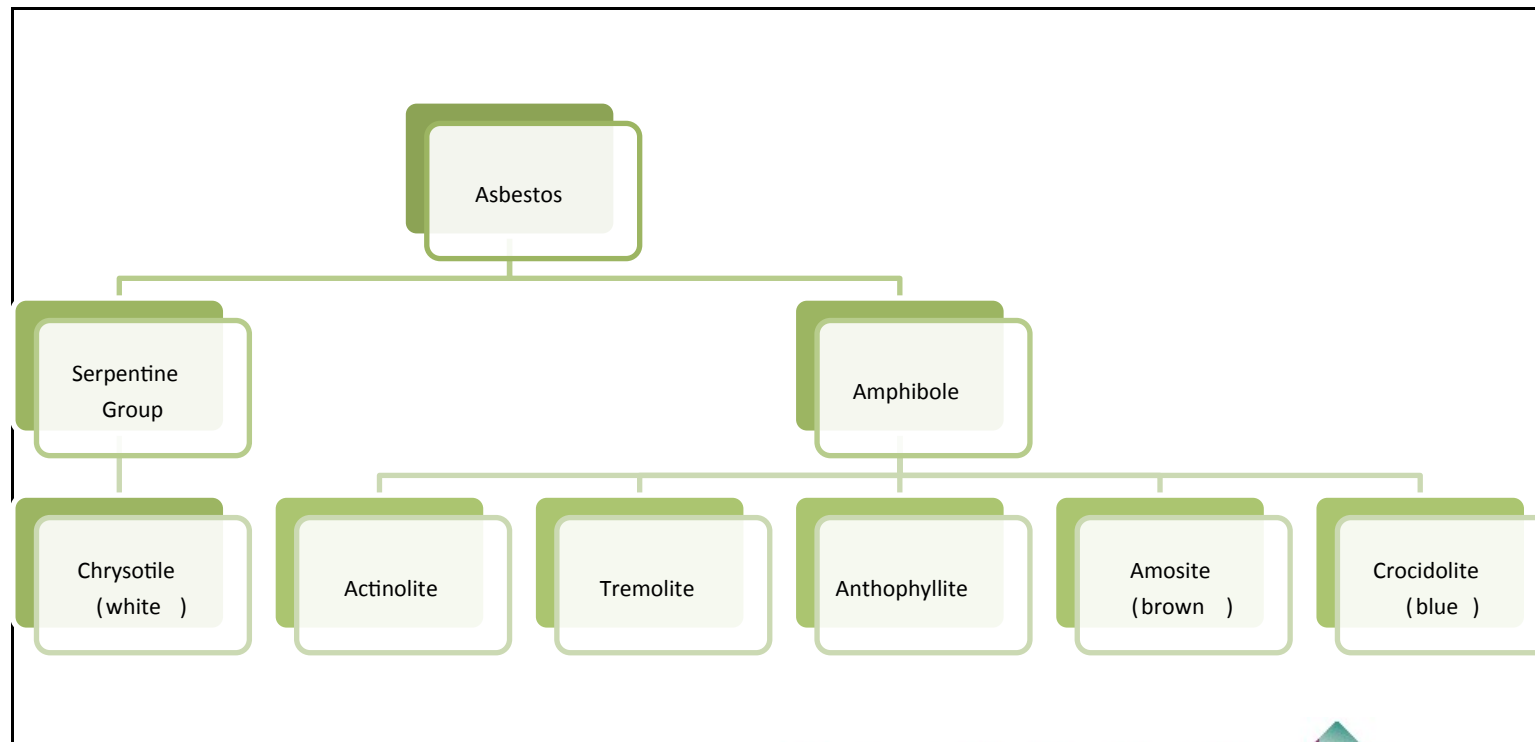 Asbestos
Serpentine
Group
Amphibole
Chrysotile
(white )
Actinolite
Tremolite
Anthophyllite
Amosite
(brown )
Crocidolite
(blue )